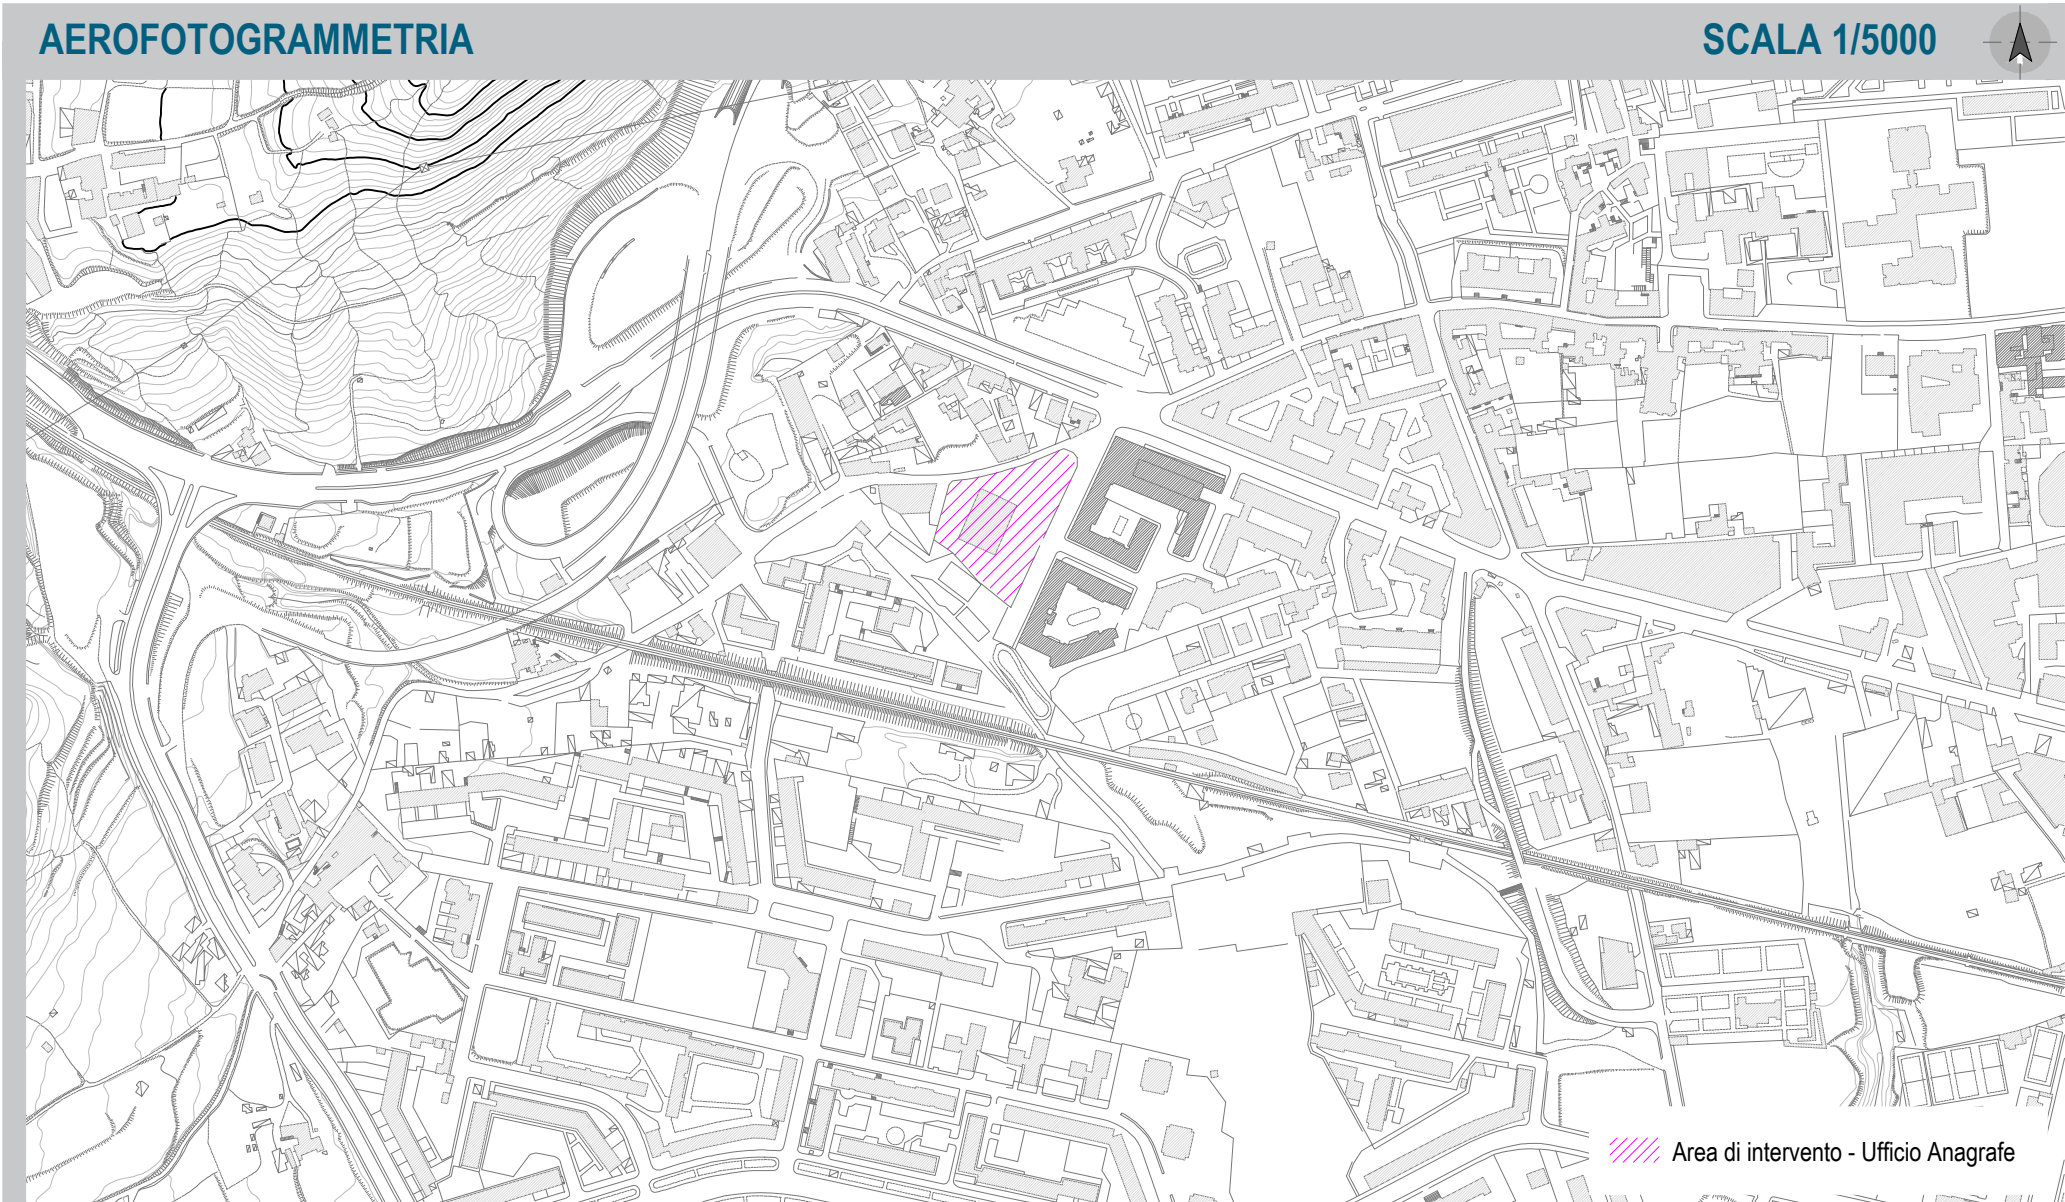 AEROFOTOGRAMMETRIA
SCALA 1/5000
Area di intervento - Ufficio Anagrafe